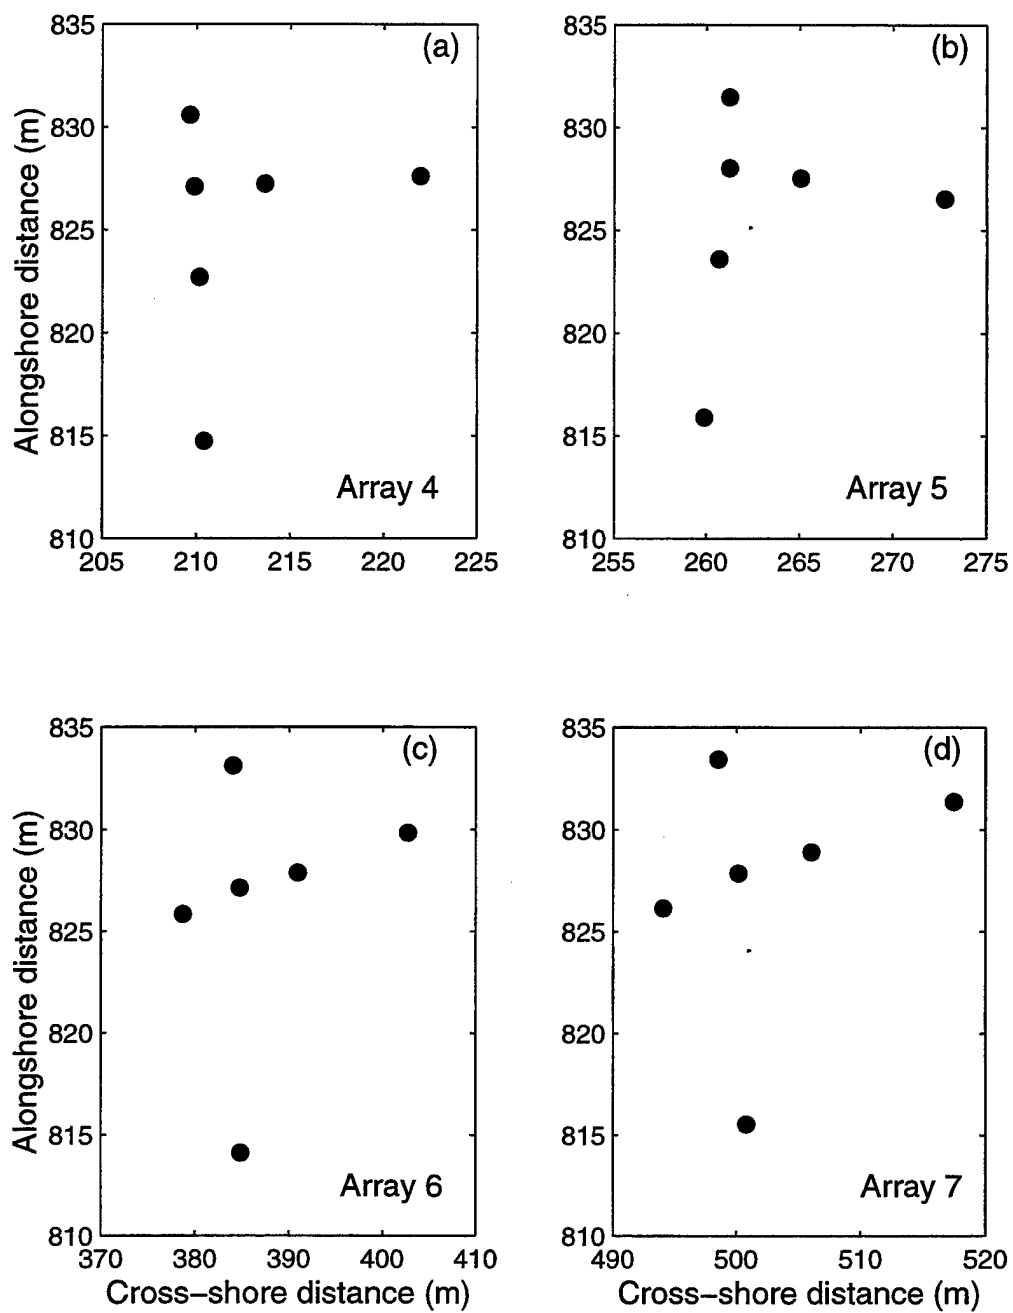 (a)
835
830
825
820
815
810
Alongshore distance (m)
Array 4
205 210 215 220 225
(b)
835
830
825
820
815
810
Array 5
255 260 265 270 275
(c)
835
830
825
820
815
810
Alongshore distance (m)
Array 6
370 380 390 400 410
Cross–shore distance (m)
(d)
835
830
825
820
815
810
Array 7
490 500 510 520
Cross–shore distance (m)